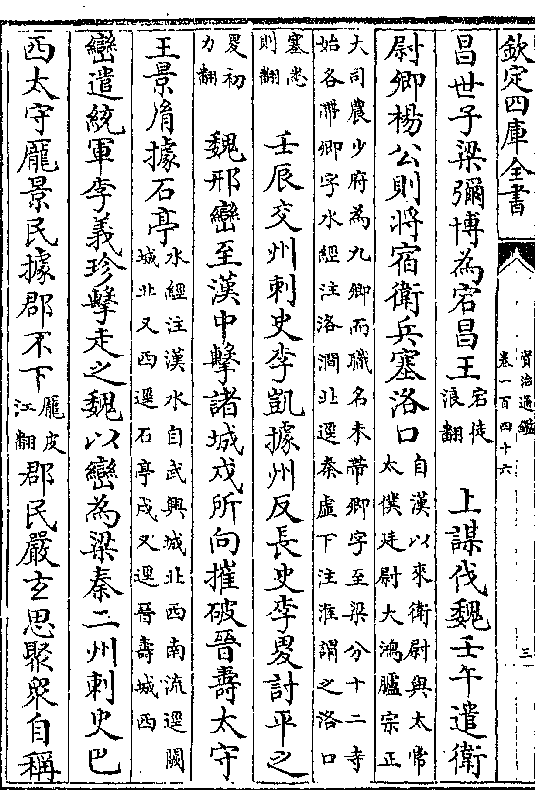 欽定四庫全書
資治通鑑
卷一百四十六
三
昌世子梁彌博為宕昌王宕徒浪翻 上謀伐魏壬午遣衛
尉卿楊公則將宿衛兵塞洛口自漢以來衛尉與太常太僕廷尉大鴻臚宗正
大司農少府為九卿而職名未帶卿字至梁分十二寺
始各帶卿字水經注洛澗北逕秦虛下注淮謂之洛口
塞悉則翻 壬辰交州刺史李凱據州反長史李畟討平之
畟初力翻 魏邢巒至漢中擊諸城戍所向摧破晉壽太守
王景胤據石亭水經注漢水自武興城北西南流逕關城北又西逕石亭戍又逕晉壽城西
巒遣統軍李義珍擊走之魏以巒為梁秦二州刺史巴
西太守龎景民據郡不下龎皮江翻郡民嚴玄思聚衆自稱